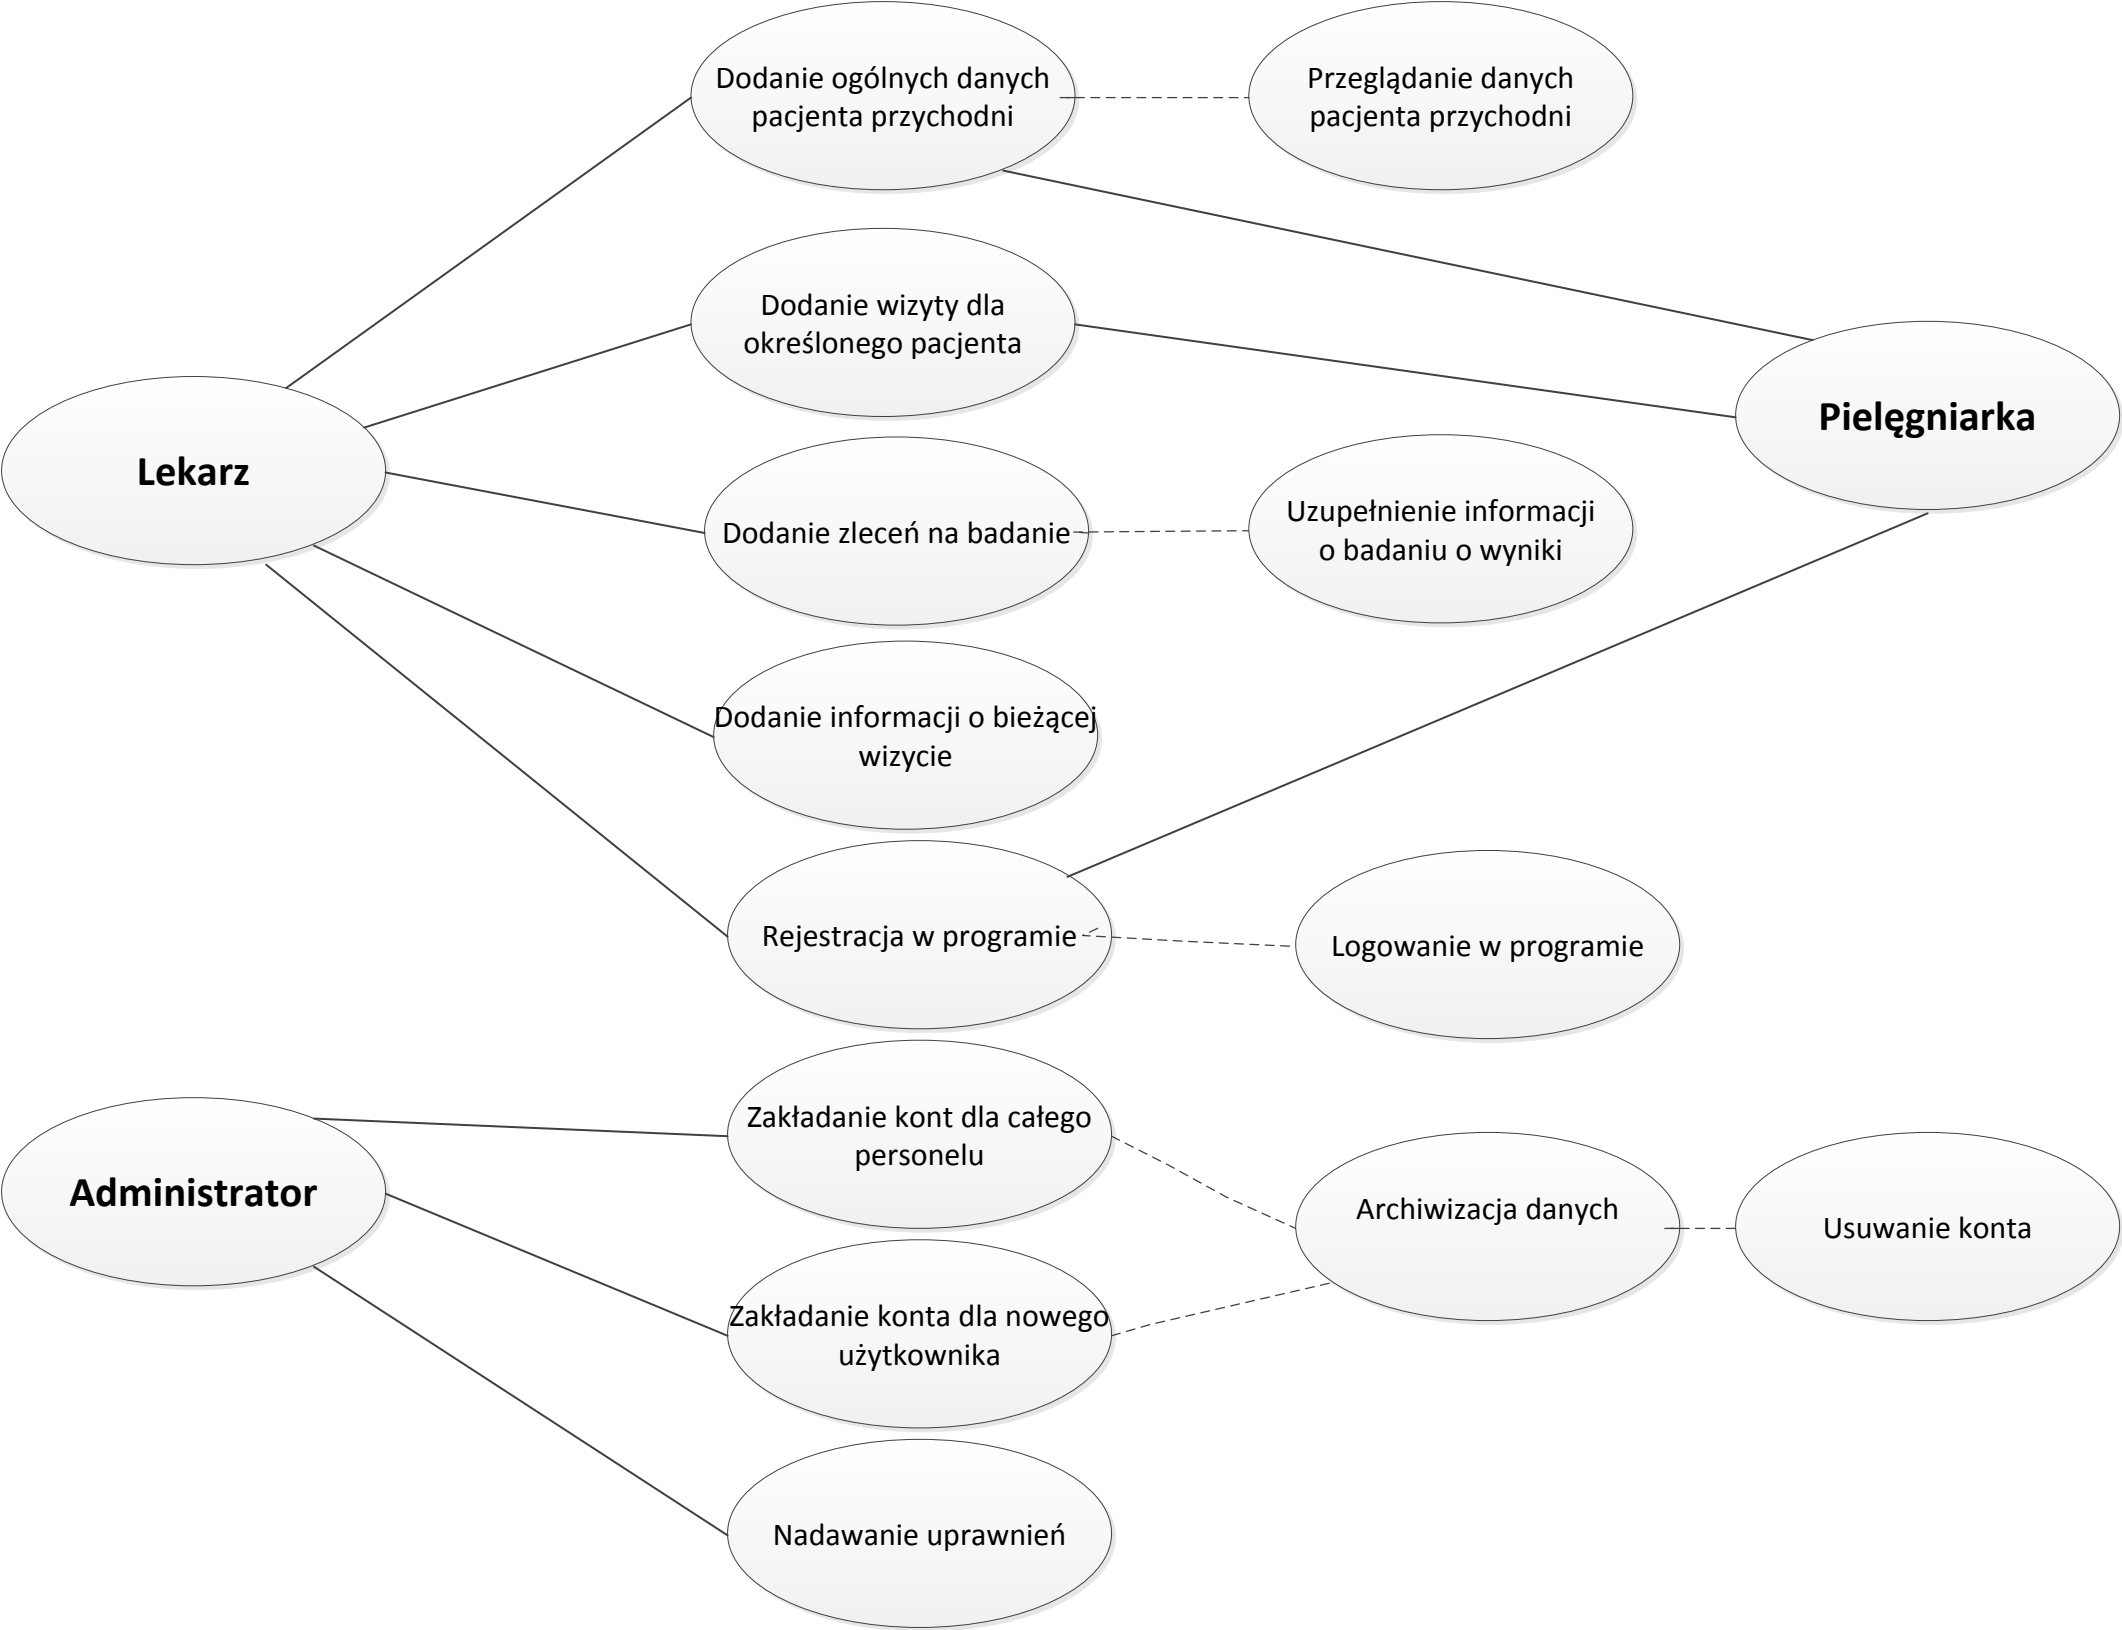 Dodanie ogólnych danych
pacjenta przychodni
Przeglądanie danych
pacjenta przychodni
Dodanie wizyty dla
określonego pacjenta
Pielęgniarka
Lekarz
Dodanie zleceń na badanie
Uzupełnienie informacji
o badaniu o wyniki
Dodanie informacji o bieżącej
wizycie
Rejestracja w programie
Logowanie w programie
Zakładanie kont dla całego
personelu
Administrator
Archiwizacja danych
Usuwanie konta
Zakładanie konta dla nowego
użytkownika
Nadawanie uprawnień